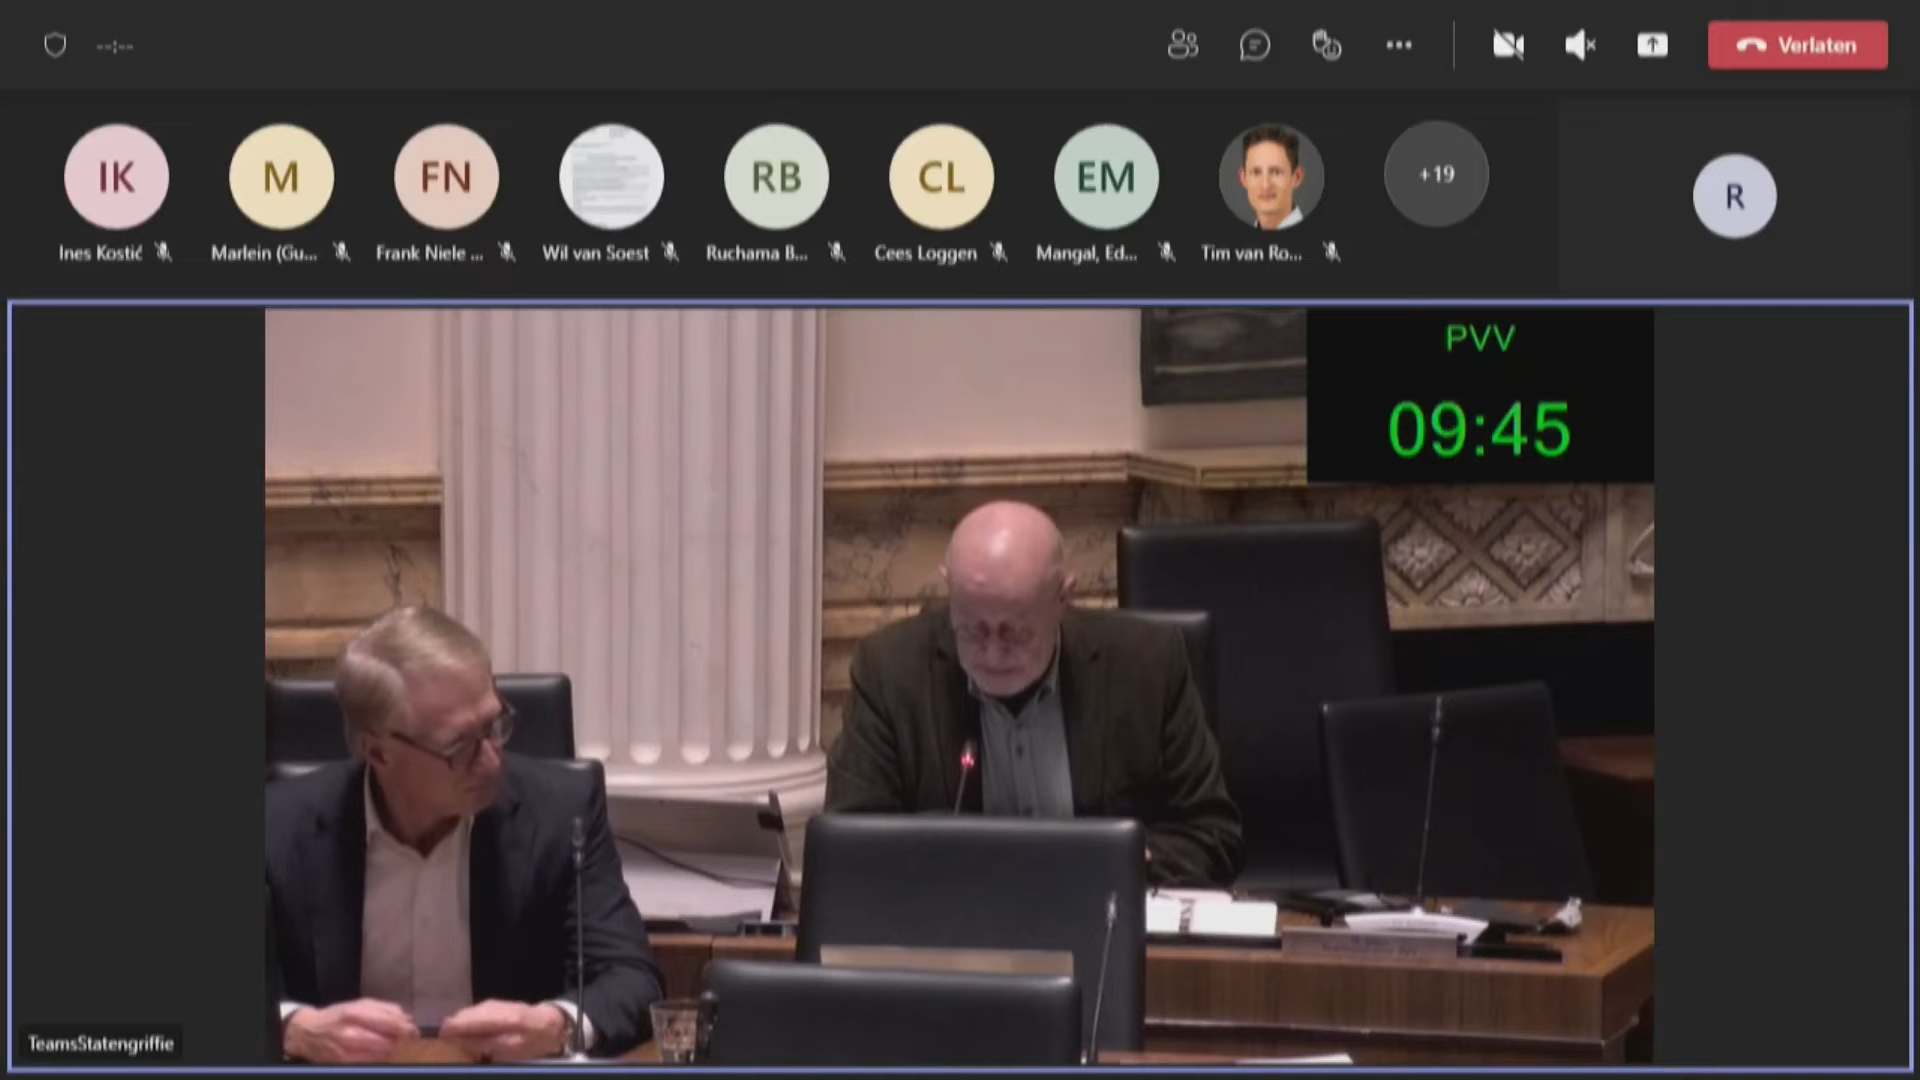 --:--
Verlaten
IK
M
FN
RB
CL
EM
+19
R
Ines Kostić
Marlein (Gu...
Frank Niele ...
Wil van Soest
Ruchama B...
Cees Loggen
Mangal, Ed...
Tim van Ro...
PVV
09:45
TeamsStatengriffie